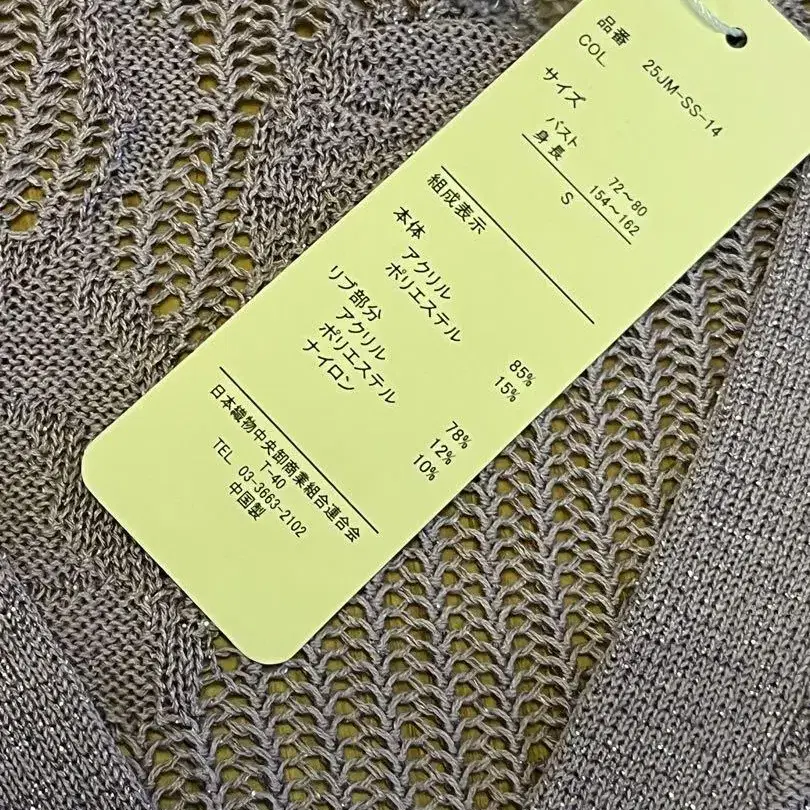 品番 25JM-SS-14
COL
サイズ
バスト 72～80
身長 154～162
S
組成表示
本体
アクリル 85%
ポリエステル 15%
リブ部分
アクリル 78%
ポリエステル 12%
ナイロン 10%
日本織物中央卸商業組合連合会
T-40
TEL 03-3663-2102
中国製